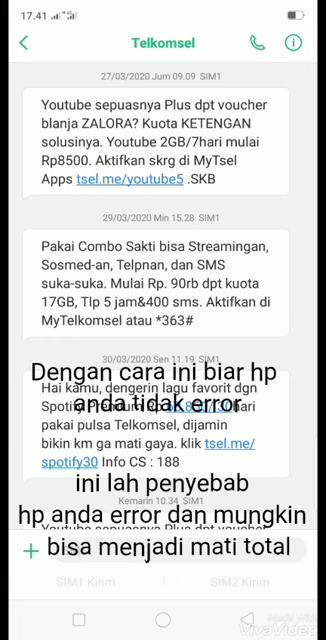 17.41
Telkomsel
27/03/2020 Jum 09.09 SIM1
Youtube sepuasnya Plus dpt voucher
blanja ZALORA? Kuota KETENGAN
solusinya. Youtube 2GB/7hari mulai
Rp8500. Aktifkan skrg di MyTsel
Apps tsel.me/youtube5 .SKB
29/03/2020 Min 15.28 SIM1
Pakai Combo Sakti bisa Streamingan,
Sosmed-an, Telpnan, dan SMS
suka-suka. Mulai Rp. 90rb dpt kuota
17GB, Tlp 5 jam&400 sms. Aktifkan di
MyTelkomsel atau *363#
30/03/2020 Sen 11.19 SIM1
Dengan cara ini biar hp
anda tidak error
Hai kamu, dengerin lagu favorit dgn
Spotify Premium hari
pakai pulsa Telkomsel, dijamin
bikin km ga mati gaya. klik tsel.me/
spotify30 Info CS : 188
ini lah penyebab
Kemarin 10.34 SIM1
hp anda error dan mungkin
Youtube sepuasnya Plus dpt voucher
bisa menjadi mati total
SIM1 Kirim
SIM2 Kirim
Made With
VivaVideo